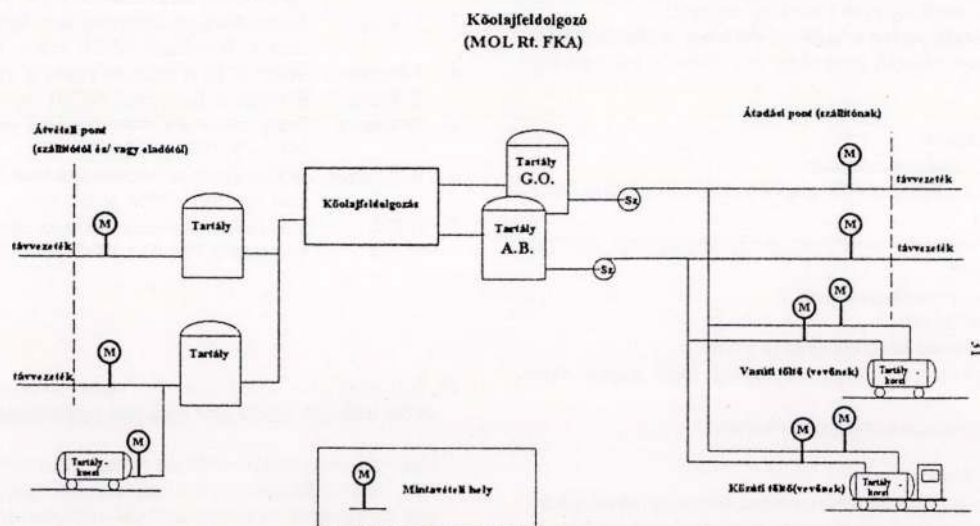 Kőolajfeldolgozó
(MOL Rt. FKA)
Átvételi pont
(szállítótól és/ vagy eladótól)
Átadási pont (szállítónak)
M
távvezeték
Tartály
Kőolajfeldolgozás
Tartály
G.O.
Tartály
A.B.
Sz
Sz
M
távvezeték
M
távvezeték
M
távvezeték
Tartály
M
M
Vasúti töltő (vevőnek)
Tartály-
kocsi
M
Tartály-
kocsi
M
Mintavételi hely
M
M
Közúti töltő(vevőnek)
Tartály
kocsi
31